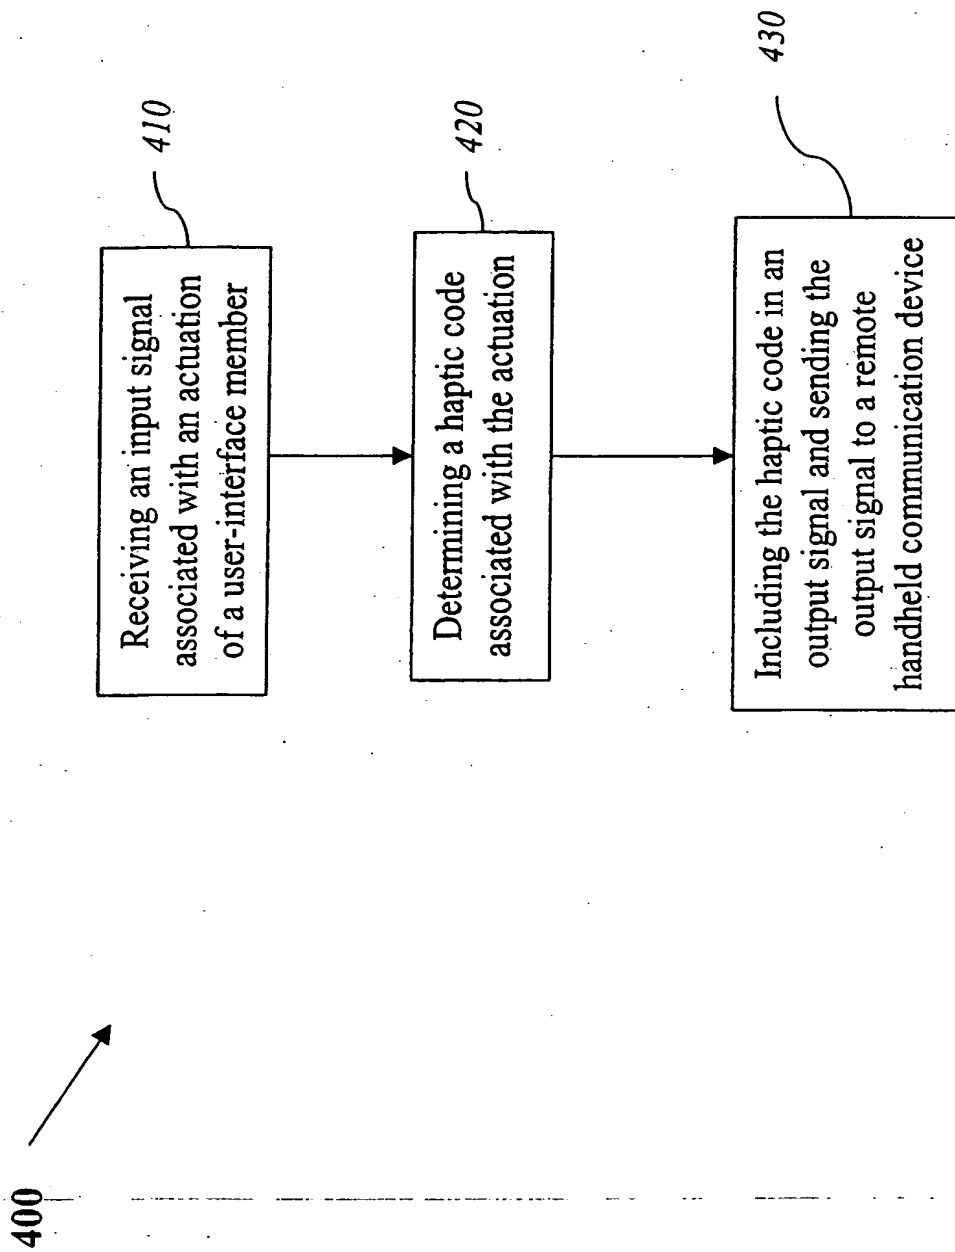 400
Receiving an input signal
associated with an actuation
of a user-interface member
410
Determining a haptic code
associated with the actuation
420
Including the haptic code in an
output signal and sending the
output signal to a remote
handheld communication device
430